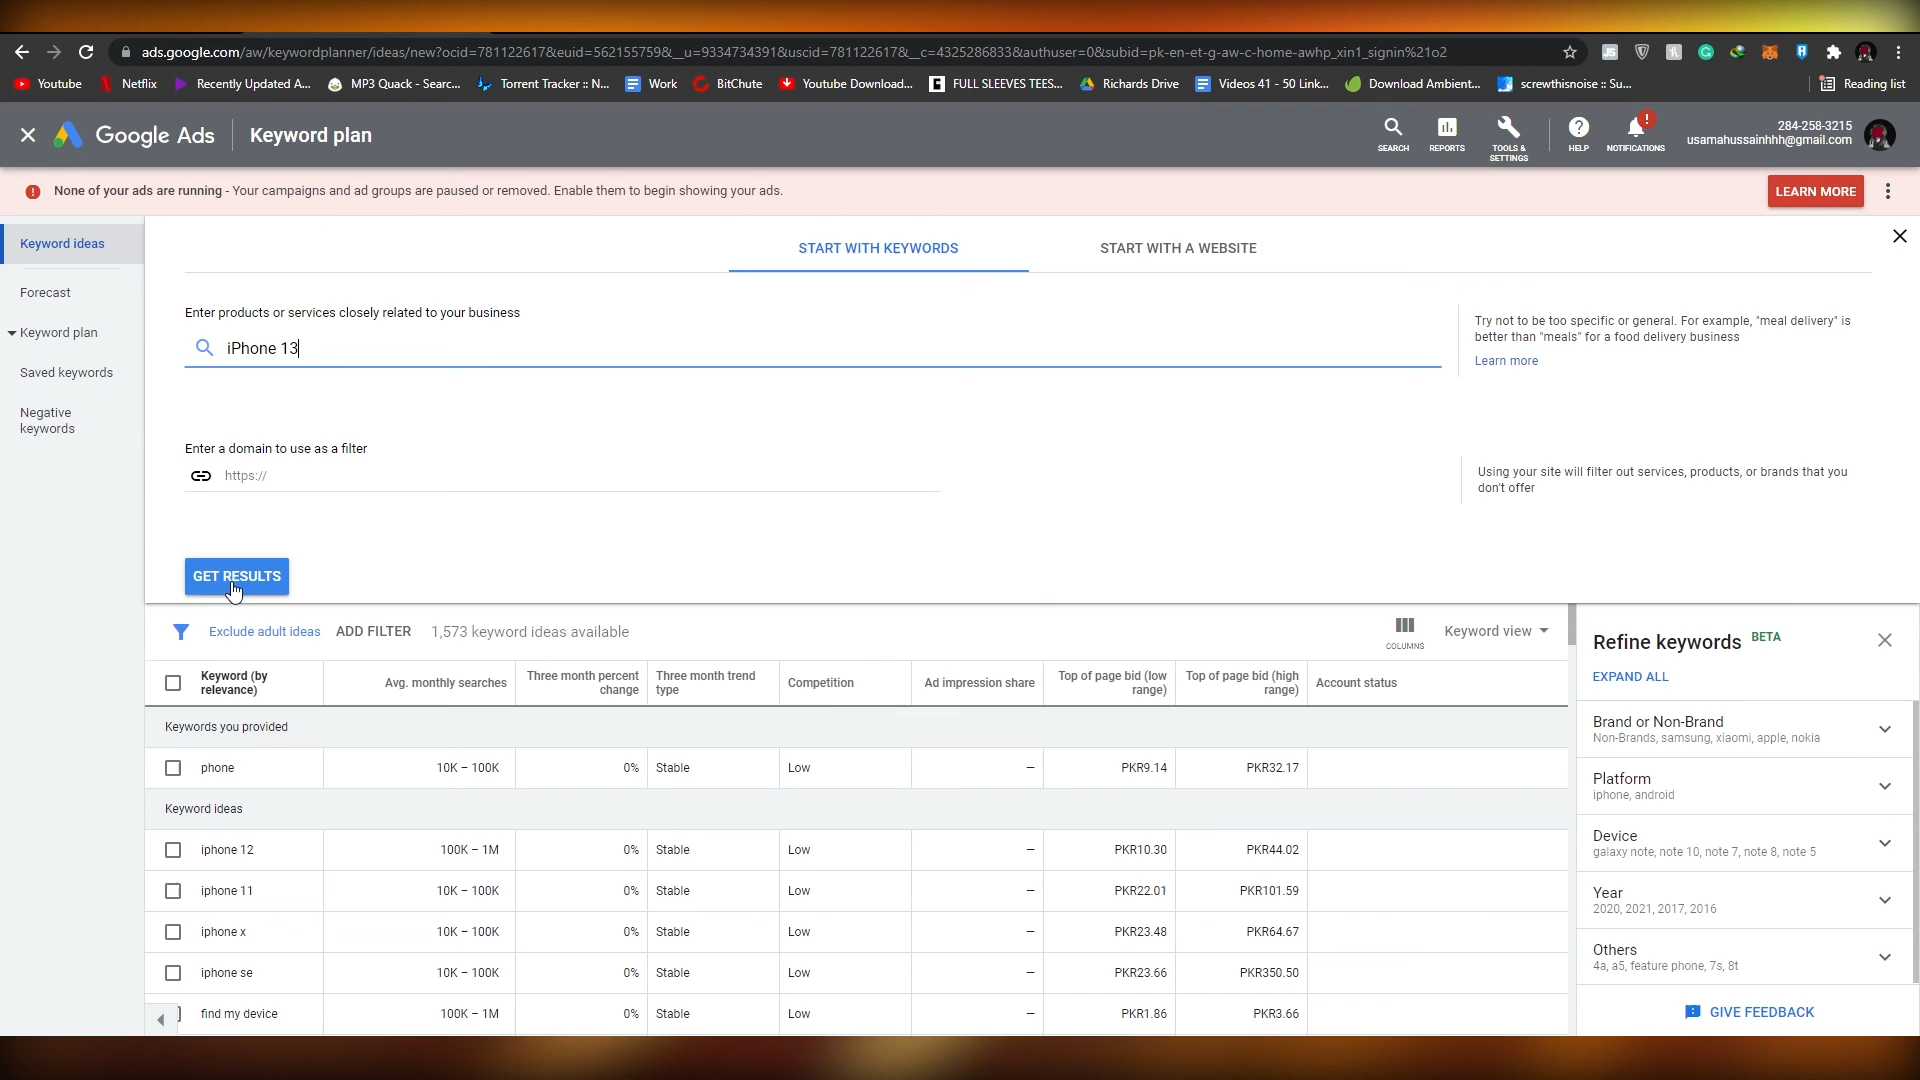 ads.google.com/aw/keywordplanner/ideas/new?ocid=781122617&euid=562155759&__u=9334734391&uscid=781122617&__c=4325286833&authuser=0&subid=pk-en-et-g-aw-c-home-awhp_xin1_signin%21o2
Youtube Netflix Recently Updated A... MP3 Quack - Searc... Torrent Tracker :: N... Work BitChute Youtube Download... FULL SLEEVES TEES... Richards Drive Videos 41 - 50 Link... Download Ambient... screwthisnoise :: Su... Reading list
Google Ads Keyword plan
SEARCH REPORTS TOOLS & SETTINGS HELP NOTIFICATIONS
284-258-3215
usamahussainhhh@gmail.com
None of your ads are running - Your campaigns and ad groups are paused or removed. Enable them to begin showing your ads.
LEARN MORE
Keyword ideas
Forecast
Keyword plan
Saved keywords
Negative
keywords
START WITH KEYWORDS START WITH A WEBSITE
Enter products or services closely related to your business
iPhone 13
Try not to be too specific or general. For example, "meal delivery" is
better than "meals" for a food delivery business
Learn more
Enter a domain to use as a filter
https://
Using your site will filter out services, products, or brands that you
don't offer
GET RESULTS
Exclude adult ideas ADD FILTER 1,573 keyword ideas available
COLUMNS
Keyword view
Keyword (by relevance) Avg. monthly searches Three month percent change Three month trend type Competition Ad impression share Top of page bid (low range) Top of page bid (high range) Account status
Keywords you provided
phone 10K – 100K 0% Stable Low — PKR9.14 PKR32.17
Keyword ideas
iphone 12 100K – 1M 0% Stable Low — PKR10.30 PKR44.02
iphone 11 10K – 100K 0% Stable Low — PKR22.01 PKR101.59
iphone x 10K – 100K 0% Stable Low — PKR23.48 PKR64.67
iphone se 10K – 100K 0% Stable Low — PKR23.66 PKR350.50
find my device 100K – 1M 0% Stable Low — PKR1.86 PKR3.66
Refine keywords BETA
EXPAND ALL
Brand or Non-Brand
Non-Brands, samsung, xiaomi, apple, nokia
Platform
iphone, android
Device
galaxy note, note 10, note 7, note 8, note 5
Year
2020, 2021, 2017, 2016
Others
4a, a5, feature phone, 7s, 8t
GIVE FEEDBACK